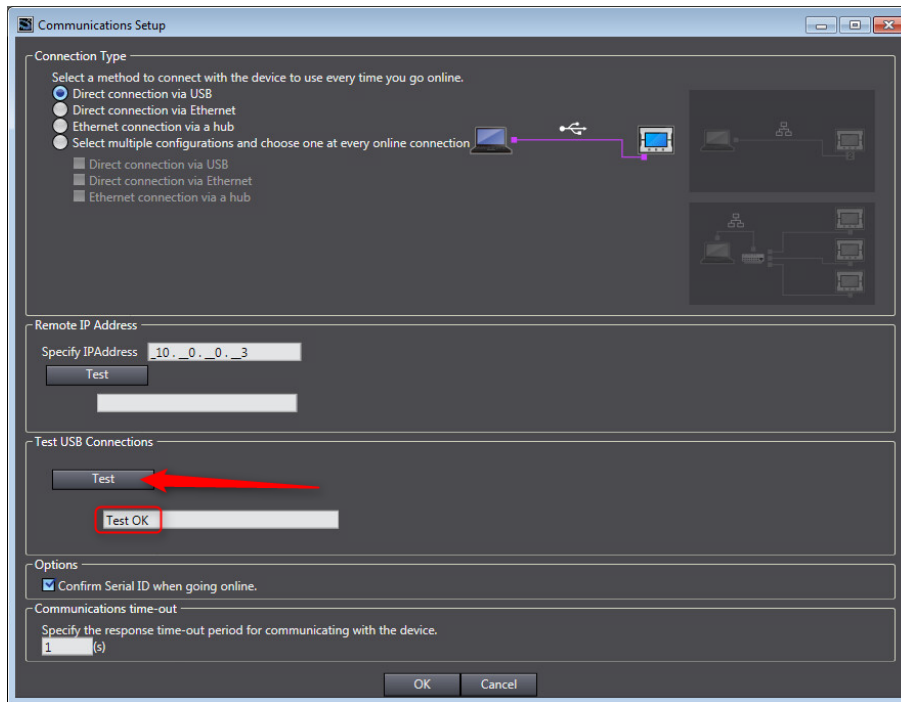 Communications Setup
Connection Type
Select a method to connect with the device to use every time you go online.
Direct connection via USB
Direct connection via Ethernet
Ethernet connection via a hub
Select multiple configurations and choose one at every online connection
Direct connection via USB
Direct connection via Ethernet
Ethernet connection via a hub
Remote IP Address
Specify IPAddress _10 . __0 . __0 . __3
Test
Test USB Connections
Test
Test OK
Options
Confirm Serial ID when going online.
Communications time-out
Specify the response time-out period for communicating with the device.
1 (s)
OK Cancel